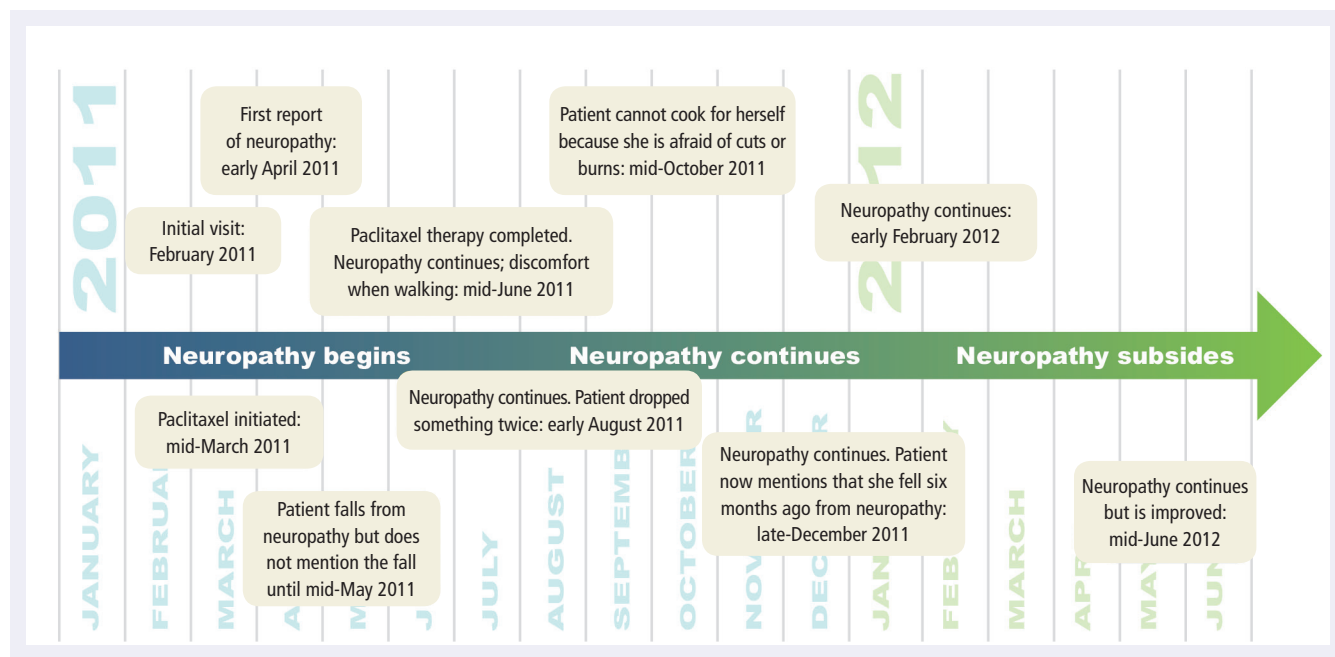 2011
2012
First report
of neuropathy:
early April 2011
Patient cannot cook for herself
because she is afraid of cuts or
burns: mid-October 2011
Initial visit:
February 2011
Paclitaxel therapy completed.
Neuropathy continues; discomfort
when walking: mid-June 2011
Neuropathy continues:
early February 2012
Neuropathy begins
Neuropathy continues
Neuropathy subsides
Paclitaxel initiated:
mid-March 2011
Neuropathy continues. Patient dropped
something twice: early August 2011
Patient falls from
neuropathy but does
not mention the fall
until mid-May 2011
Neuropathy continues. Patient
now mentions that she fell six
months ago from neuropathy:
late-December 2011
Neuropathy continues
but is improved:
mid-June 2012
JANUARY
FEBRUAR
MARCH
JULY
AUGUST
SEPTEMB
OCTOBER
MARCH